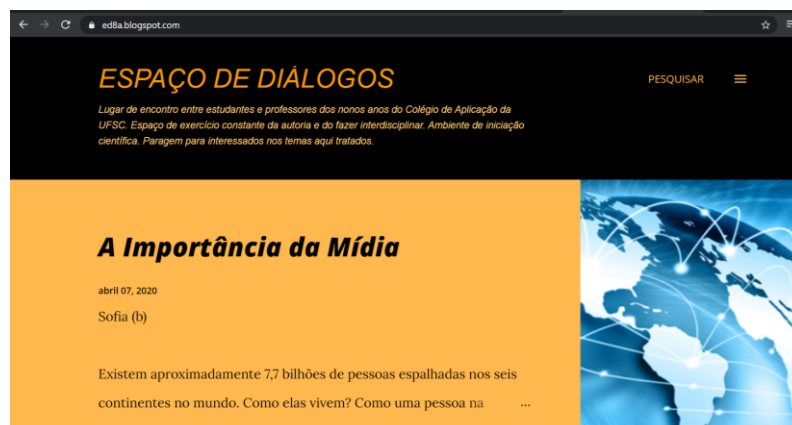 ed8a.blogspot.com
ESPAÇO DE DIÁLOGOS
PESQUISAR
Lugar de encontro entre estudantes e professores dos nonos anos do Colégio de Aplicação da
UFSC. Espaço de exercício constante da autoria e do fazer interdisciplinar. Ambiente de iniciação
científica. Paragem para interessados nos temas aqui tratados.
A Importância da Mídia
abril 07, 2020
Sofia (b)
Existem aproximadamente 7,7 bilhões de pessoas espalhadas nos seis
continentes no mundo. Como elas vivem? Como uma pessoa na ...